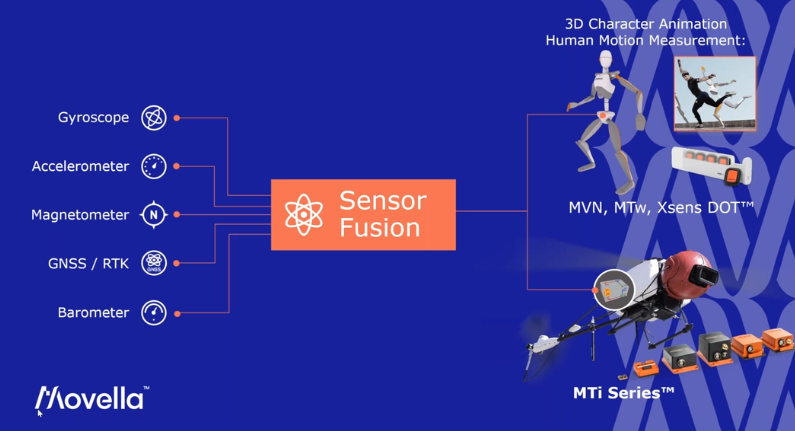 3D Character Animation
Human Motion Measurement:
Gyroscope
Accelerometer
Magnetometer
N
GNSS / RTK
GNSS
Barometer
Sensor
Fusion
MVN, MTw, Xsens DOT™
MTi Series™
Movella™